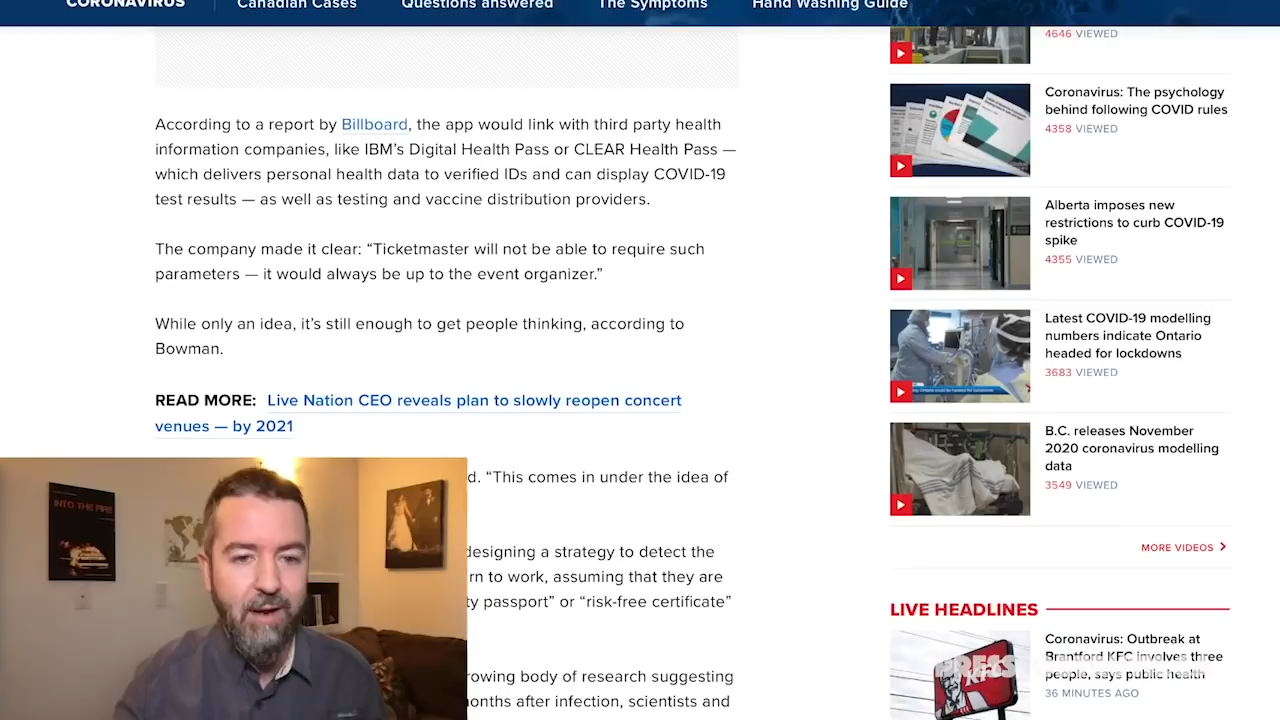 CORONAVIRUS
Canadian Cases
Questions answered
The Symptoms
Hand Washing Guide
According to a report by Billboard, the app would link with third party health
information companies, like IBM's Digital Health Pass or CLEAR Health Pass —
which delivers personal health data to verified IDs and can display COVID-19
test results — as well as testing and vaccine distribution providers.
The company made it clear: “Ticketmaster will not be able to require such
parameters — it would always be up to the event organizer.”
While only an idea, it's still enough to get people thinking, according to
Bowman.
READ MORE: Live Nation CEO reveals plan to slowly reopen concert
venues — by 2021
d. “This comes in under the idea of
designing a strategy to detect the
rn to work, assuming that they are
ty passport” or “risk-free certificate”
rowing body of research suggesting
onths after infection, scientists and
INTO THE FIRE
4646 VIEWED
Coronavirus: The psychology
behind following COVID rules
4358 VIEWED
Alberta imposes new
restrictions to curb COVID-19
spike
4355 VIEWED
Latest COVID-19 modelling
numbers indicate Ontario
headed for lockdowns
3683 VIEWED
B.C. releases November
2020 coronavirus modelling
data
3549 VIEWED
MORE VIDEOS
LIVE HEADLINES
Coronavirus: Outbreak at
Brantford KFC involves three
people, says public health
36 MINUTES AGO
PRESS
KFC